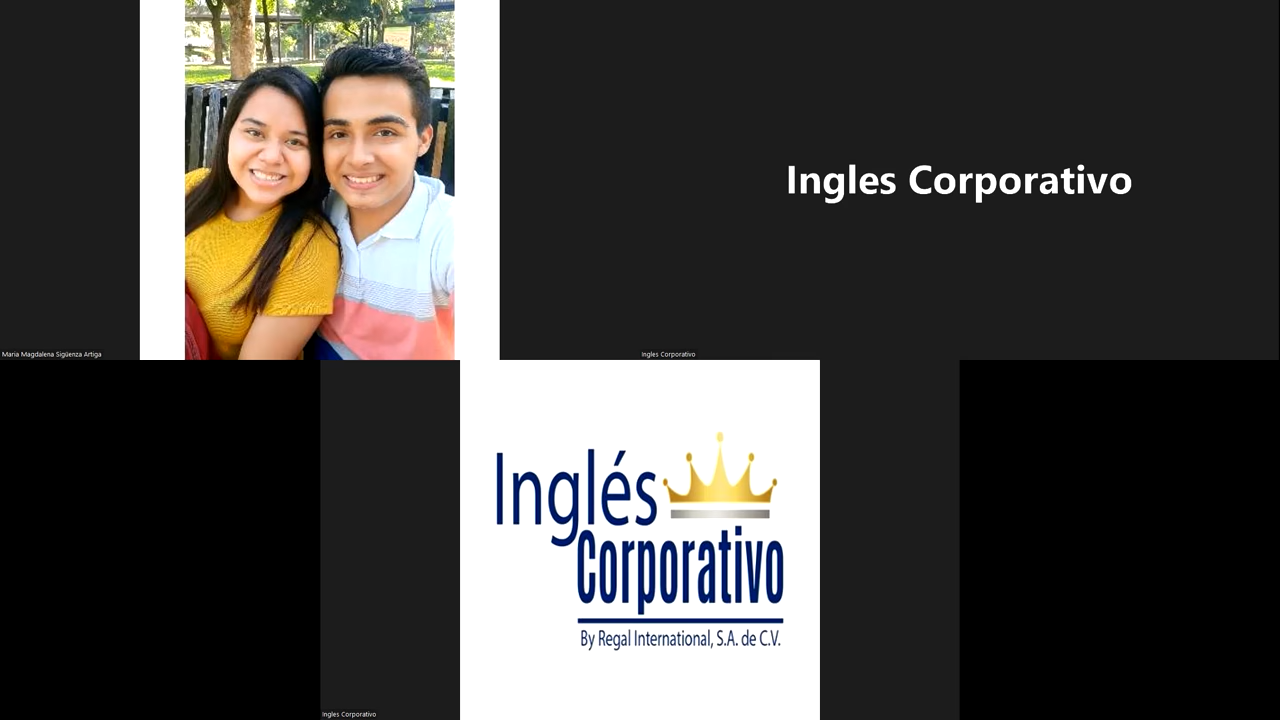 Ingles Corporativo
Maria Magdalena Sigüenza Artiga
Ingles Corporativo
Inglés
Corporativo
By Regal International, S.A. de C.V.
Ingles Corporativo